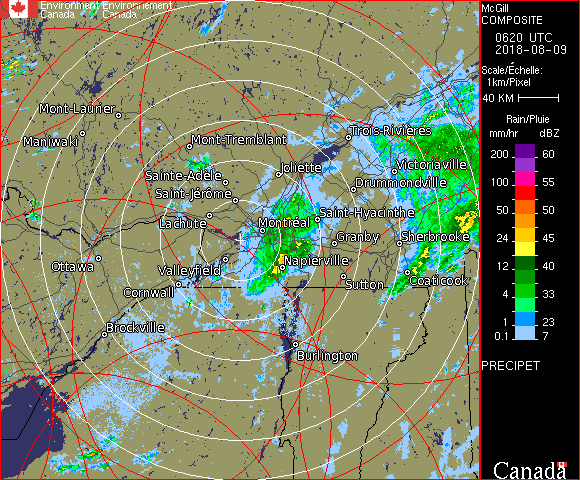 Environment Environnement
Canada Canada
McGill
COMPOSITE
0620 UTC
2018-08-09
Scale/Échelle:
1km/Pixel
40 KM
Rain/Pluie
mm/hr dBZ
200 60
100 55
50 50
24 45
12 40
4 33
1 23
0.1 7
PRECIPET
Canada
Mont-Laurier
Maniwaki
Mont-Tremblant
Trois-Rivières
Sainte-Adèle
Joliette
Victoriaville
Saint-Jérôme
Drummondville
Lachute
Montréal
Saint-Hyacinthe
Granby
Sherbrooke
Ottawa
Valleyfield
Napierville
Cornwall
Sutton
Coaticook
Brockville
Burlington